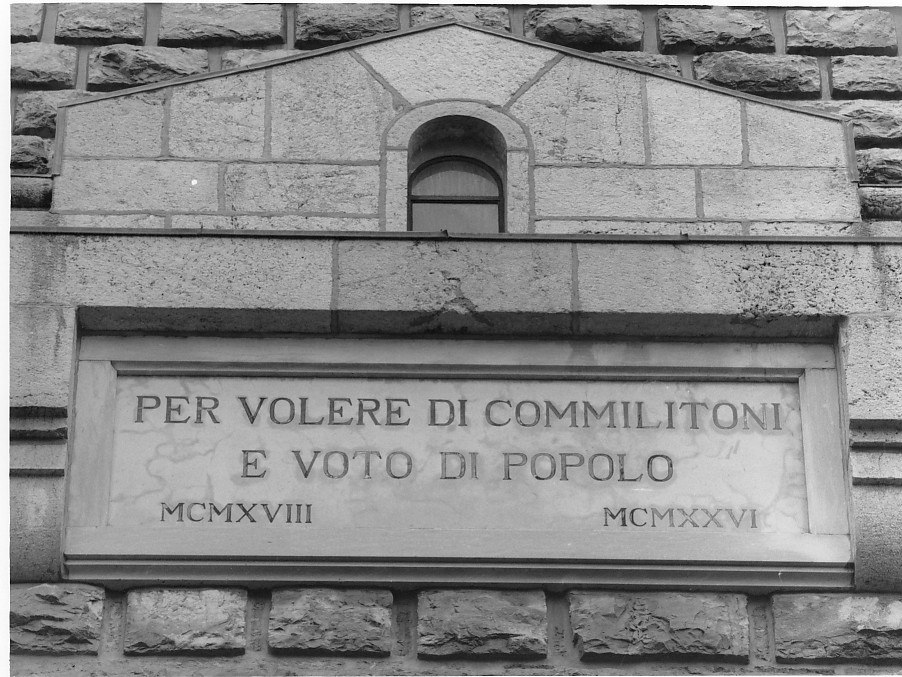 PER VOLERE DI COMMILITONI
E VOTO DI POPOLO
MCMXVIII MCMXXVI